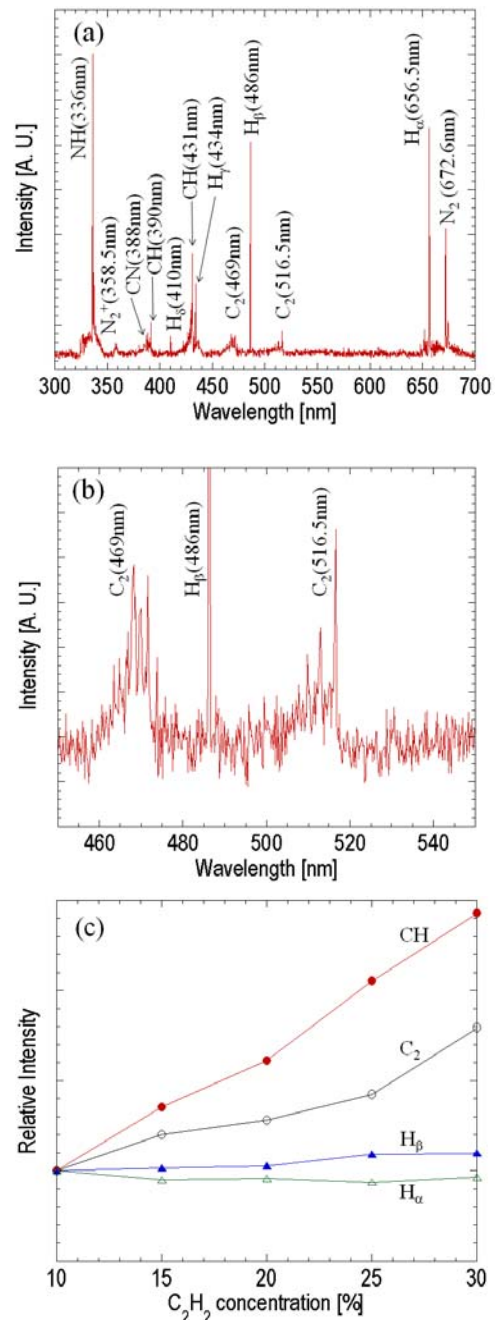 (a)
Intensity [A. U.]
NH(336nm)
N₂⁺(358.5nm)
CN(388nm)
CH(390nm)
Hδ(410nm)
CH(431nm)
Hγ(434nm)
C₂(469nm)
Hβ(486nm)
C₂(516.5nm)
Hα(656.5nm)
N₂ (672.6nm)
300 350 400 450 500 550 600 650 700
Wavelength [nm]
(b)
Intensity [A. U.]
C₂(469nm)
Hβ(486nm)
C₂(516.5nm)
460 480 500 520 540
Wavelength [nm]
(c)
Relative Intensity
CH
C₂
Hβ
Hα
10 15 20 25 30
C₂H₂ concentration [%]